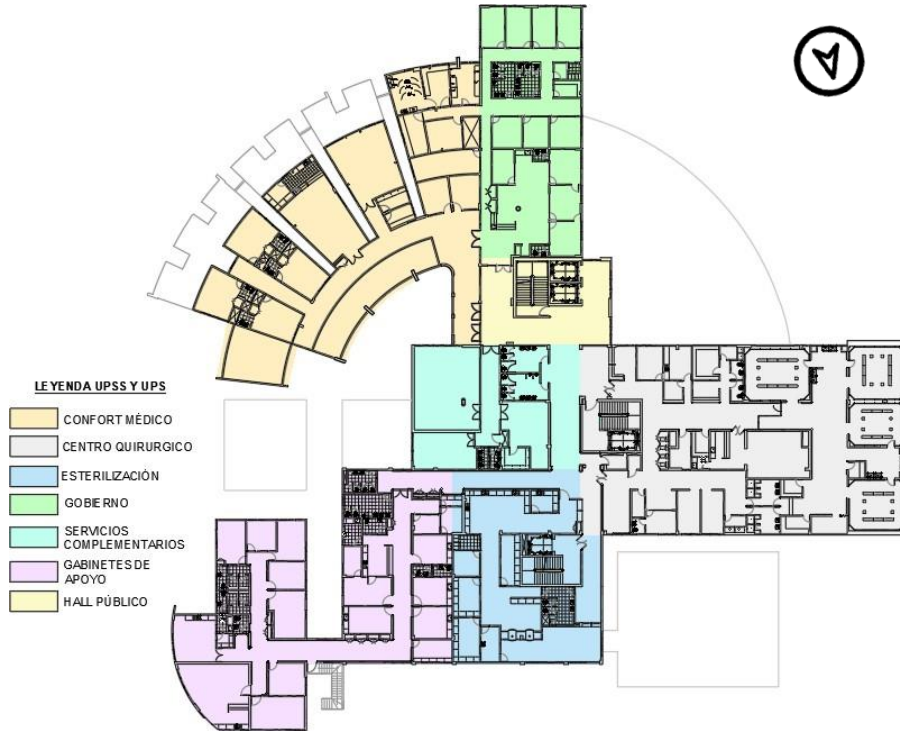 LEYENDA UPSS Y UPS
CONFORT MÉDICO
CENTRO QUIRURGICO
ESTERILIZACIÓN
GOBIERNO
SERVICIOS
COMPLEMENTARIOS
GABINETES DE
APOYO
HALL PÚBLICO